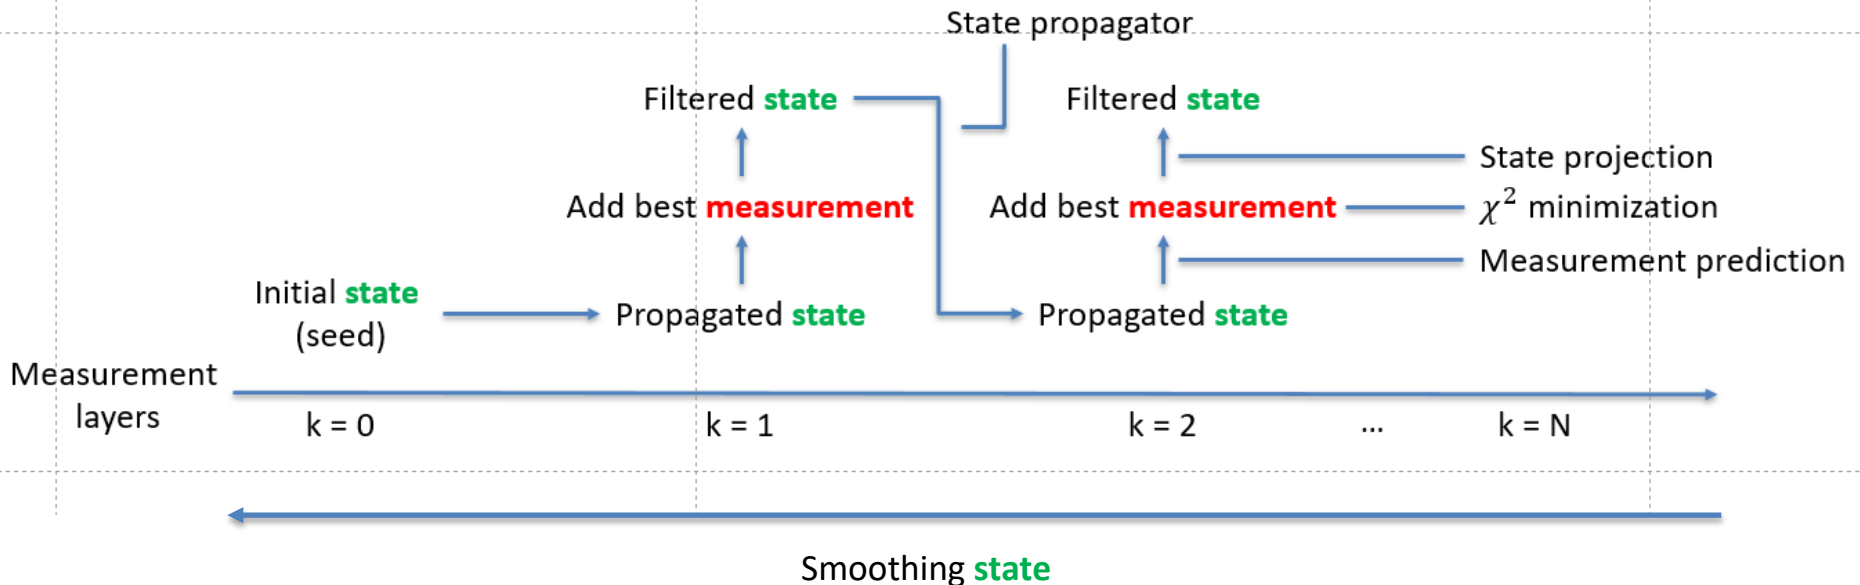 State propagator
Filtered state
Filtered state
State projection
Add best measurement
Add best measurement
χ² minimization
Measurement prediction
Initial state
(seed)
Propagated state
Propagated state
Measurement
layers
k = 0
k = 1
k = 2
...
k = N
Smoothing state